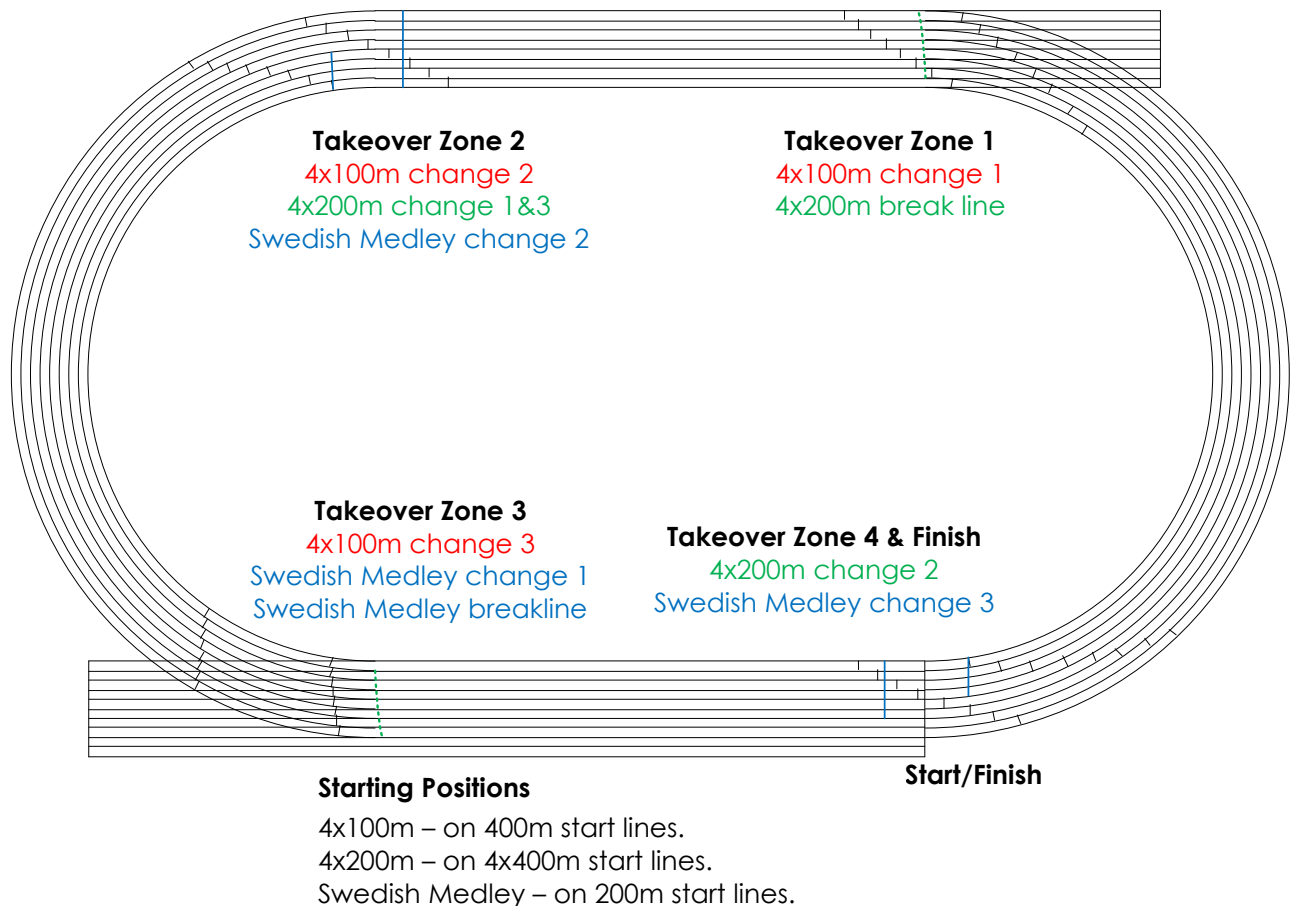 Takeover Zone 2
4x100m change 2
4x200m change 1&3
Swedish Medley change 2
Takeover Zone 1
4x100m change 1
4x200m break line
Takeover Zone 3
4x100m change 3
Swedish Medley change 1
Swedish Medley breakline
Takeover Zone 4 & Finish
4x200m change 2
Swedish Medley change 3
Start/Finish
Starting Positions
4x100m – on 400m start lines.
4x200m – on 4x400m start lines.
Swedish Medley – on 200m start lines.